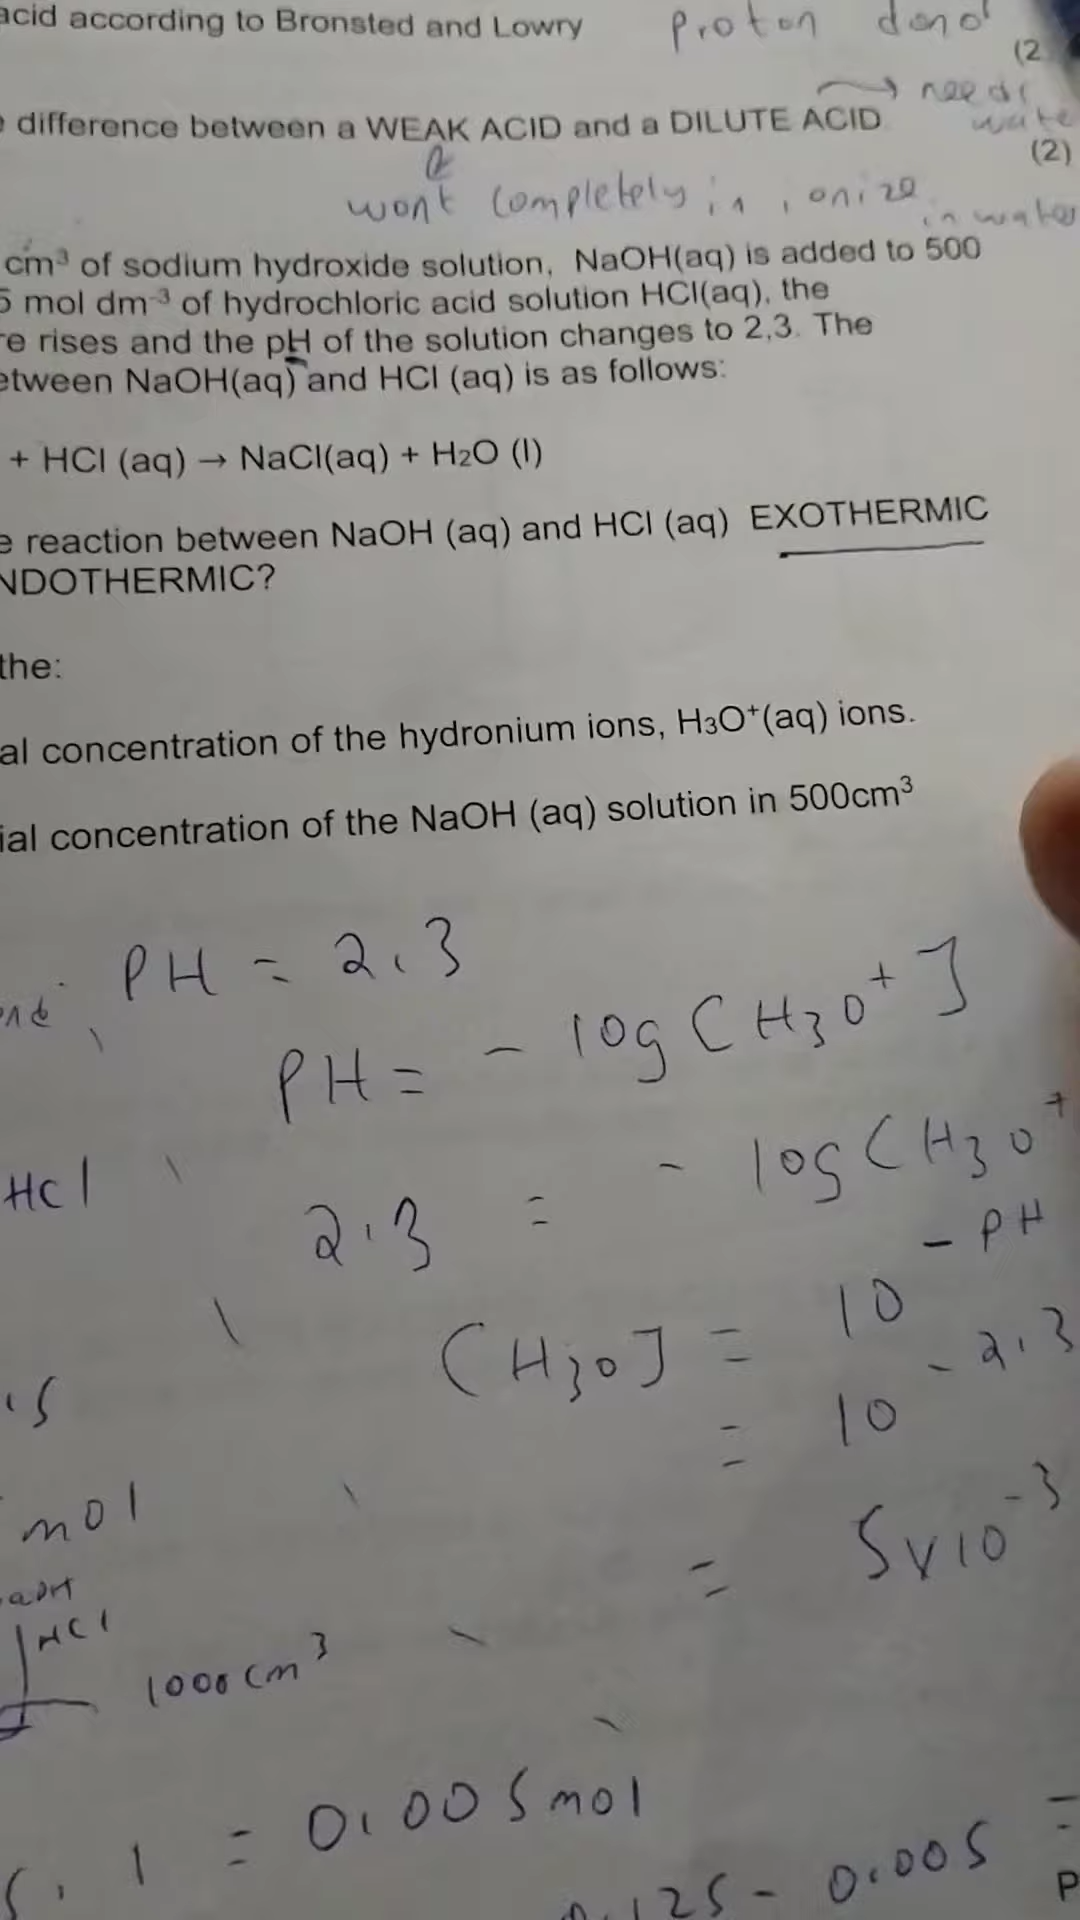 acid according to Bronsted and Lowry
Proton dono
(2
needs
difference between a WEAK ACID and a DILUTE ACID
wate
(2)
wont completely in ionize
in water
cm³ of sodium hydroxide solution, NaOH(aq) is added to 500
5 mol dm-3 of hydrochloric acid solution HCl(aq), the
re rises and the pH of the solution changes to 2,3. The
etween NaOH(aq) and HCl (aq) is as follows:
+ HCl (aq) → NaCl(aq) + H2O (l)
e reaction between NaOH (aq) and HCl (aq) EXOTHERMIC
NDOTHERMIC?
the:
al concentration of the hydronium ions, H3O+(aq) ions.
ial concentration of the NaOH (aq) solution in 500cm³
PH = 2,3
PH = - log [H3O+]
HCl
2,3 = - log [H3O+
[H3O] = 10 -PH
= 10 -2,3
mol
= 5x10 -3
HCl
1000 cm³
1 = 0,005 mol
125 - 0,005 =
P